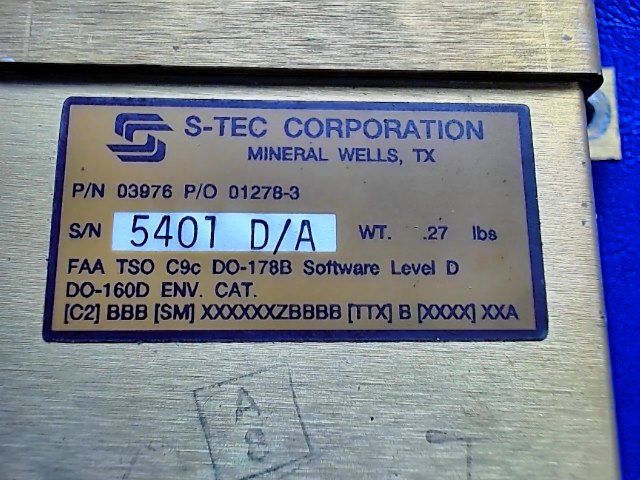 S-TEC CORPORATION
MINERAL WELLS, TX
P/N 03976 P/O 01278-3
S/N 5401 D/A WT. .27 lbs
FAA TSO C9c DO-178B Software Level D
DO-160D ENV. CAT.
[C2] BBB [SM] XXXXXXZBBBB [TTX] B [XXXX] XXA
A
8